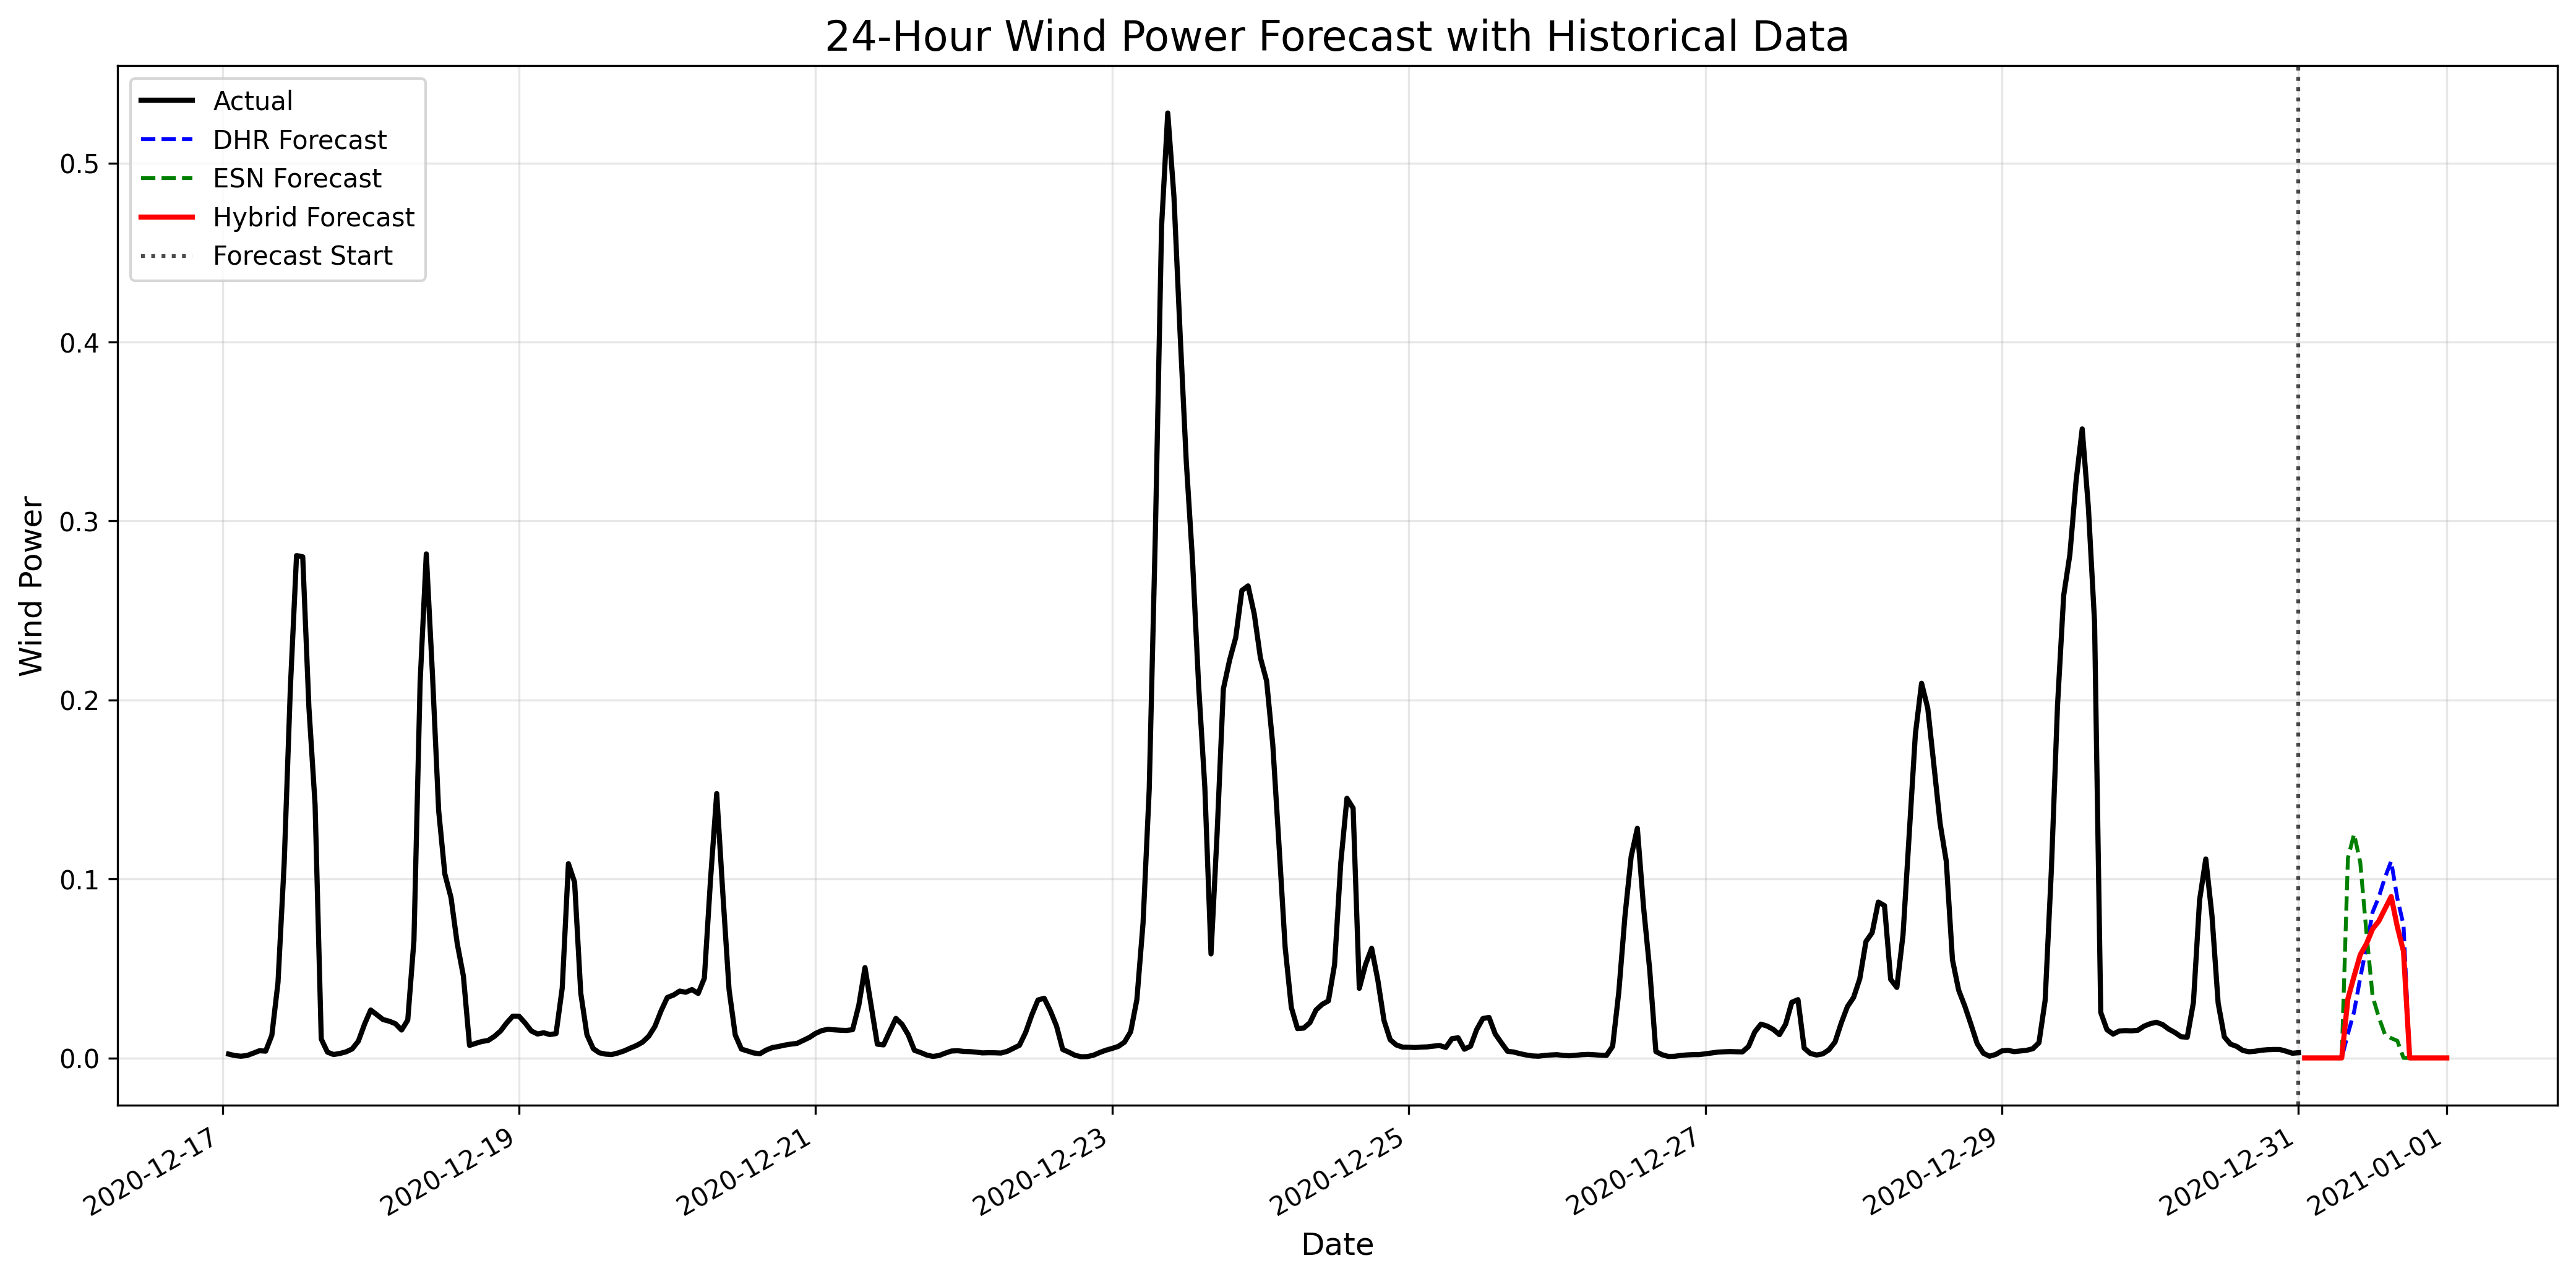 24-Hour Wind Power Forecast with Historical Data
Actual
DHR Forecast
ESN Forecast
Hybrid Forecast
Forecast Start
Wind Power
0.5
0.4
0.3
0.2
0.1
0.0
2020-12-17
2020-12-19
2020-12-21
2020-12-23
2020-12-25
2020-12-27
2020-12-29
2020-12-31
2021-01-01
Date